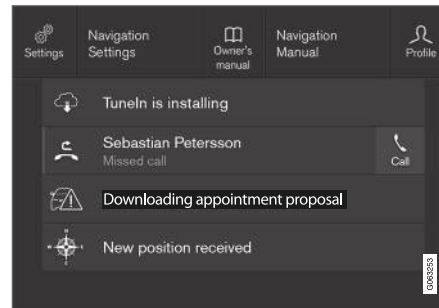 Settings
Navigation
Settings
Owner's
manual
Navigation
Manual
Profile
TuneIn is installing
Sebastian Petersson
Missed call
Call
Downloading appointment proposal
New position received
G063253